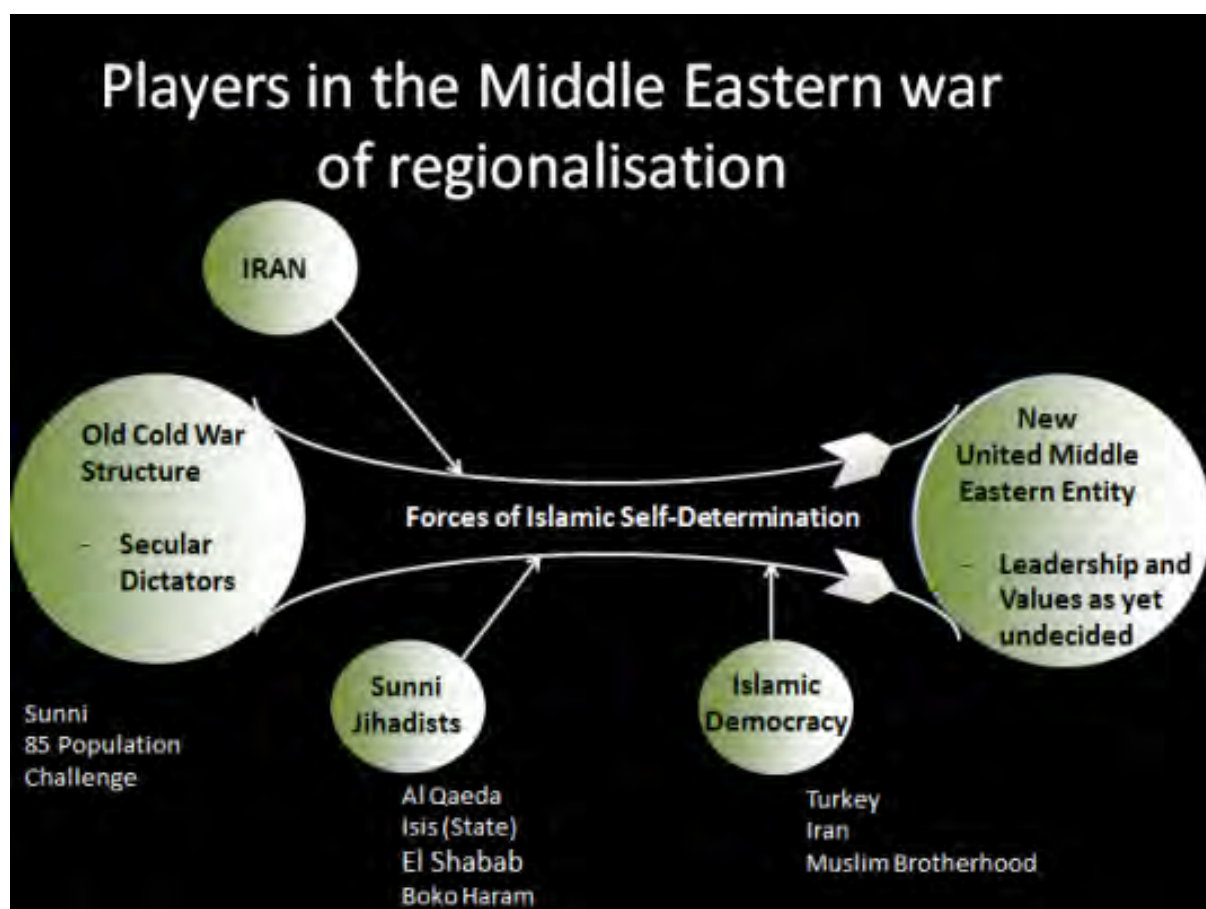 Players in the Middle Eastern war
of regionalisation
IRAN
Old Cold War
Structure
- Secular
Dictators
Forces of Islamic Self-Determination
New
United Middle
Eastern Entity
- Leadership and
Values as yet
undecided
Sunni
85 Population
Challenge
Sunni
Jihadists
Al Qaeda
Isis (State)
El Shabab
Boko Haram
Islamic
Democracy
Turkey
Iran
Muslim Brotherhood